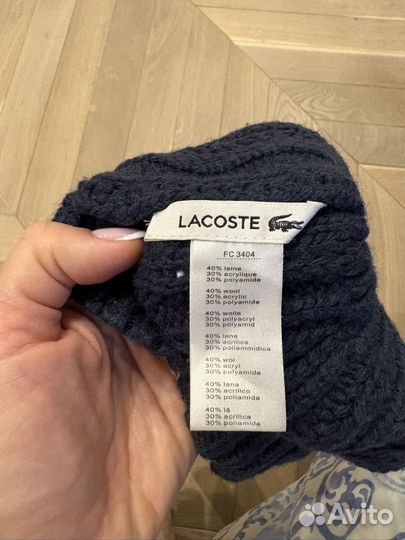 LACOSTE
FC 3404
40% laine
30% acrylique
30% polyamide
40% wool
30% acrylic
30% polyamide
40% wolle
30% polyacryl
30% polyamid
40% lana
30% acrilica
30% poliammidica
40% wol
30% acryl
30% polyamide
40% lana
30% acrilico
30% poliamida
40% lã
30% acrilica
30% poliamida
Avito